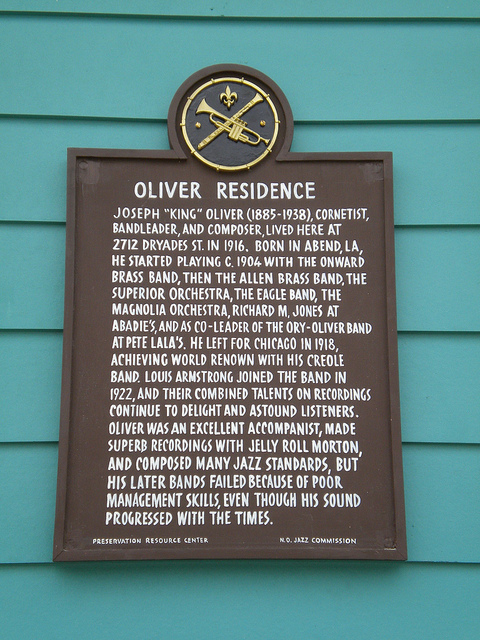 OLIVER RESIDENCE
JOSEPH "KING" OLIVER (1885-1938), CORNETIST,
BANDLEADER, AND COMPOSER, LIVED HERE AT
2712 DRYADES ST. IN 1916. BORN IN ABEND, LA,
HE STARTED PLAYING C. 1904 WITH THE ONWARD
BRASS BAND, THEN THE ALLEN BRASS BAND, THE
SUPERIOR ORCHESTRA, THE EAGLE BAND, THE
MAGNOLIA ORCHESTRA, RICHARD M. JONES AT
ABADIE'S, AND AS CO-LEADER OF THE ORY-OLIVER BAND
AT PETE LALA'S. HE LEFT FOR CHICAGO IN 1918,
ACHIEVING WORLD RENOWN WITH HIS CREOLE
BAND. LOUIS ARMSTRONG JOINED THE BAND IN
1922, AND THEIR COMBINED TALENTS ON RECORDINGS
CONTINUE TO DELIGHT AND ASTOUND LISTENERS.
OLIVER WAS AN EXCELLENT ACCOMPANIST, MADE
SUPERB RECORDINGS WITH JELLY ROLL MORTON,
AND COMPOSED MANY JAZZ STANDARDS, BUT
HIS LATER BANDS FAILED BECAUSE OF POOR
MANAGEMENT SKILLS, EVEN THOUGH HIS SOUND
PROGRESSED WITH THE TIMES.
PRESERVATION RESOURCE CENTER N.O. JAZZ COMMISSION